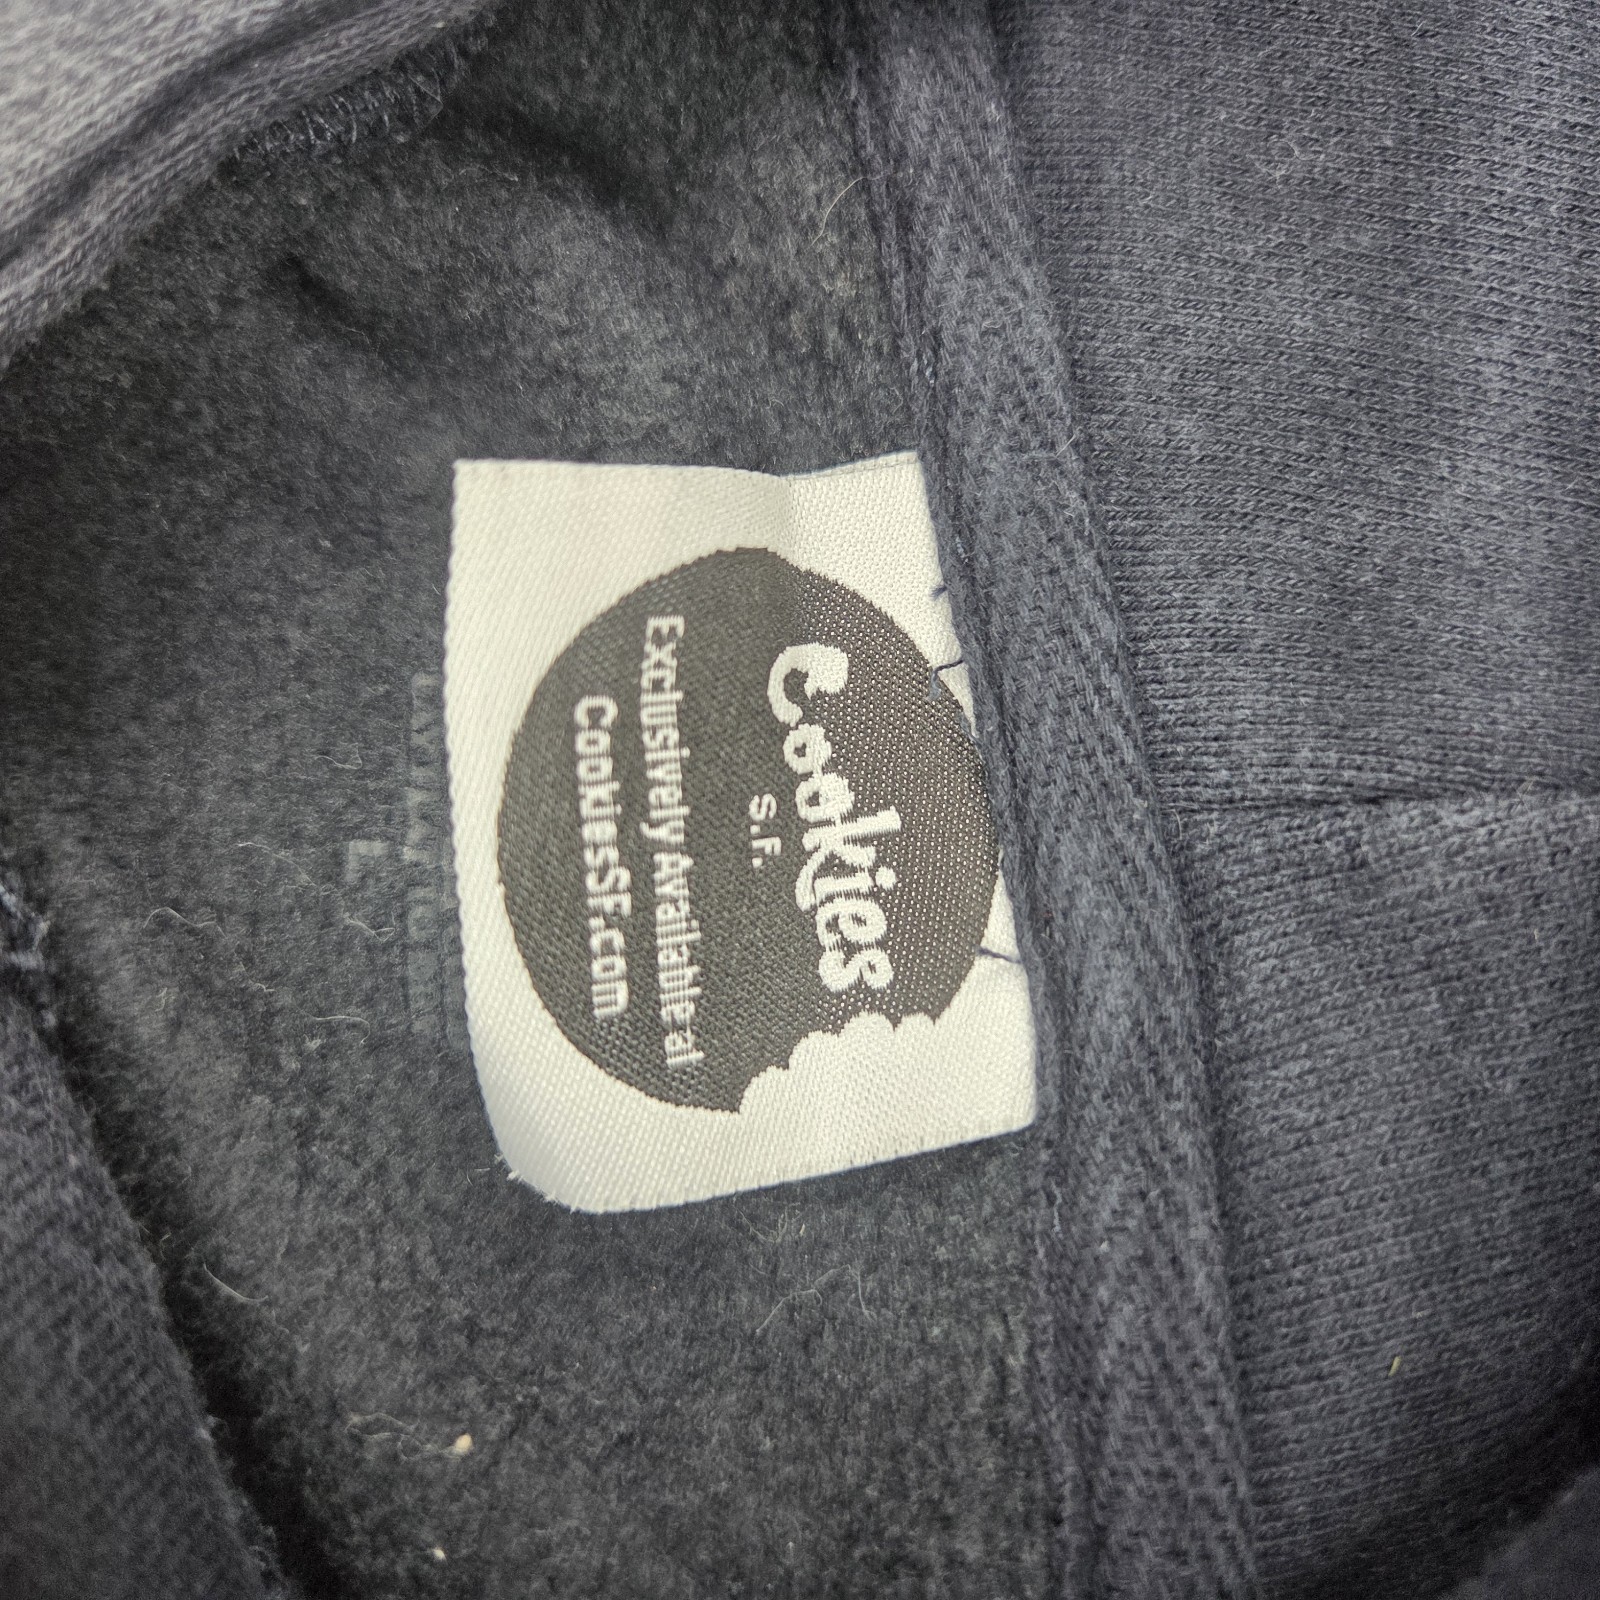 Cookies
S.F.
Exclusively Available at
CookiesSF.com
L